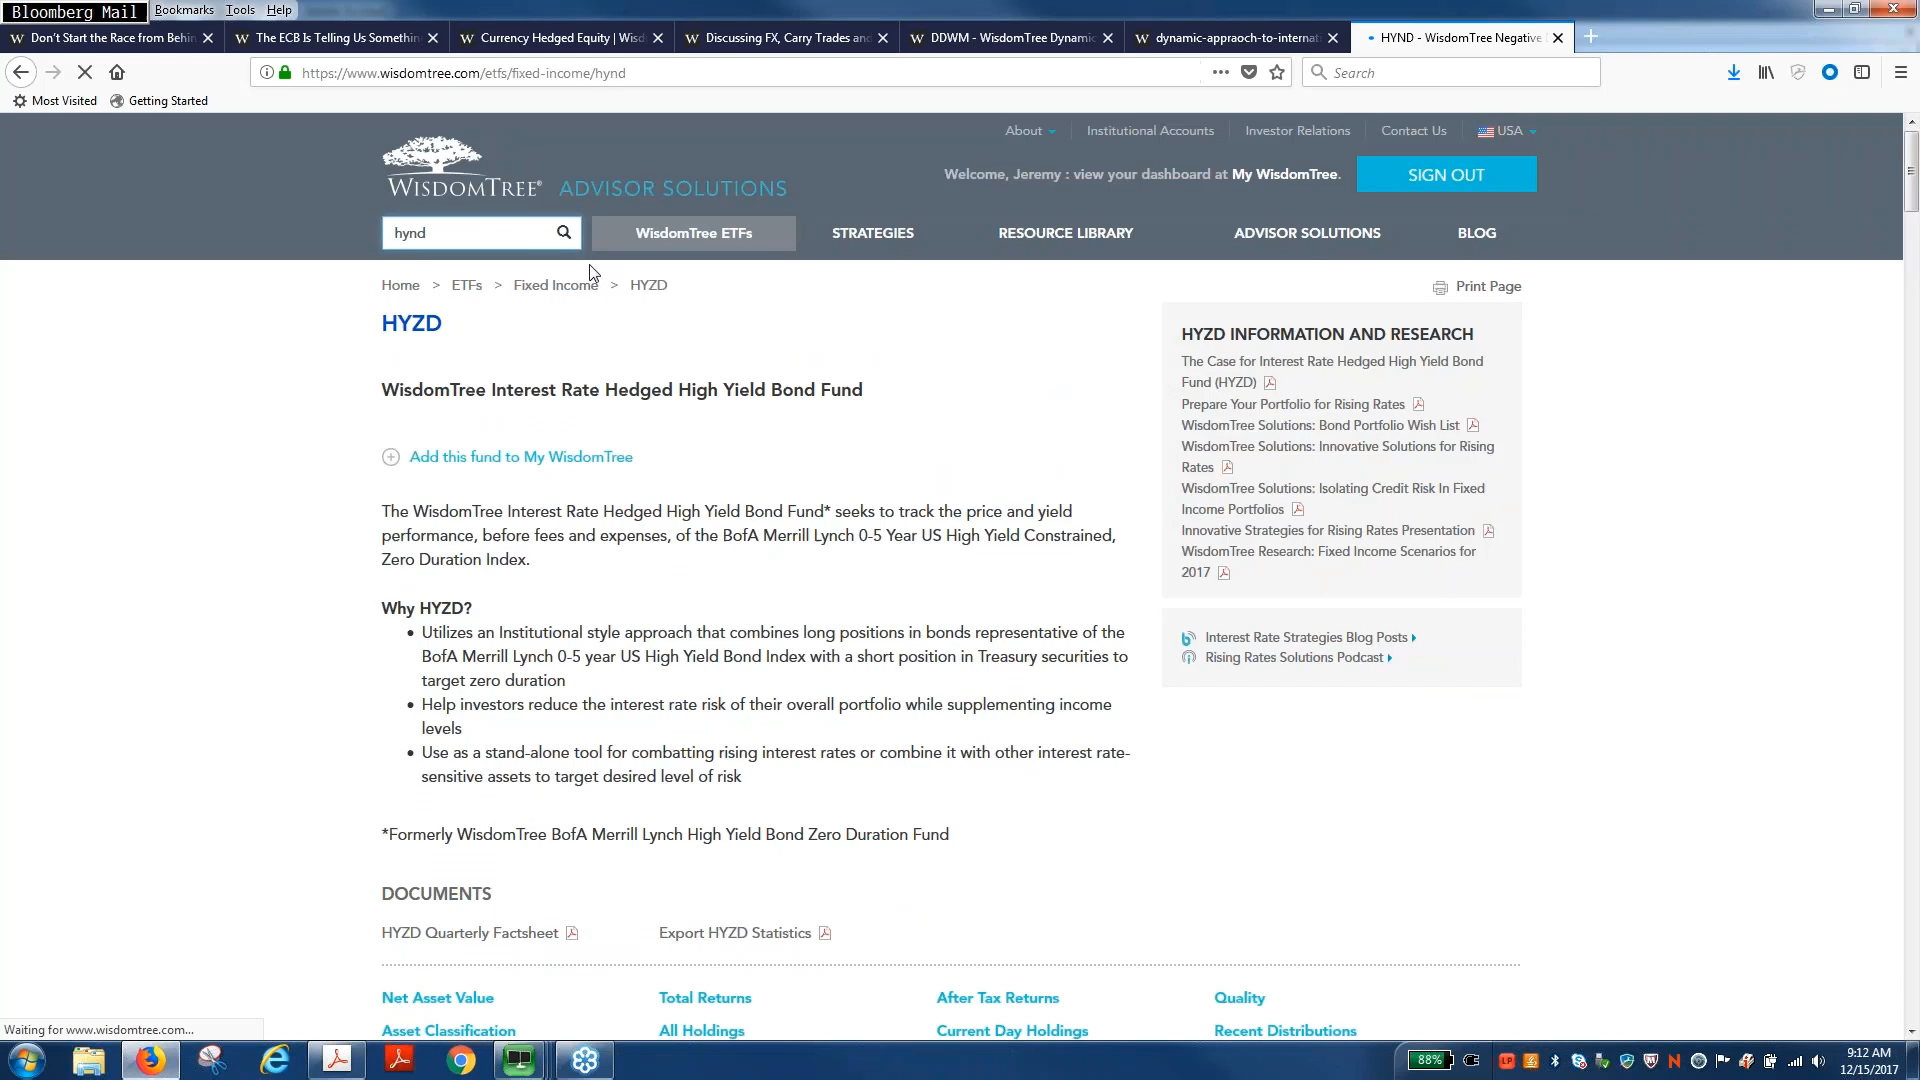 Bloomberg Mail Bookmarks Tools Help
Don't Start the Race from Behin
The ECB Is Telling Us Somethin
Currency Hedged Equity | Wisd
Discussing FX, Carry Trades and
DDWM - WisdomTree Dynamic
dynamic-appraoch-to-internat
HYND - WisdomTree Negative
https://www.wisdomtree.com/etfs/fixed-income/hynd
Search
Most Visited Getting Started
About Institutional Accounts Investor Relations Contact Us USA
WISDOMTREE® ADVISOR SOLUTIONS
Welcome, Jeremy : view your dashboard at My WisdomTree. SIGN OUT
hynd WisdomTree ETFs STRATEGIES RESOURCE LIBRARY ADVISOR SOLUTIONS BLOG
Home > ETFs > Fixed Income > HYZD
Print Page
HYZD
WisdomTree Interest Rate Hedged High Yield Bond Fund
Add this fund to My WisdomTree
The WisdomTree Interest Rate Hedged High Yield Bond Fund* seeks to track the price and yield
performance, before fees and expenses, of the BofA Merrill Lynch 0-5 Year US High Yield Constrained,
Zero Duration Index.
Why HYZD?
• Utilizes an Institutional style approach that combines long positions in bonds representative of the
BofA Merrill Lynch 0-5 year US High Yield Bond Index with a short position in Treasury securities to
target zero duration
• Help investors reduce the interest rate risk of their overall portfolio while supplementing income
levels
• Use as a stand-alone tool for combatting rising interest rates or combine it with other interest rate-
sensitive assets to target desired level of risk
*Formerly WisdomTree BofA Merrill Lynch High Yield Bond Zero Duration Fund
HYZD INFORMATION AND RESEARCH
The Case for Interest Rate Hedged High Yield Bond
Fund (HYZD)
Prepare Your Portfolio for Rising Rates
WisdomTree Solutions: Bond Portfolio Wish List
WisdomTree Solutions: Innovative Solutions for Rising
Rates
WisdomTree Solutions: Isolating Credit Risk In Fixed
Income Portfolios
Innovative Strategies for Rising Rates Presentation
WisdomTree Research: Fixed Income Scenarios for
2017
Interest Rate Strategies Blog Posts
Rising Rates Solutions Podcast
DOCUMENTS
HYZD Quarterly Factsheet Export HYZD Statistics
Net Asset Value Total Returns After Tax Returns Quality
Asset Classification All Holdings Current Day Holdings Recent Distributions
Waiting for www.wisdomtree.com...
88%
9:12 AM
12/15/2017